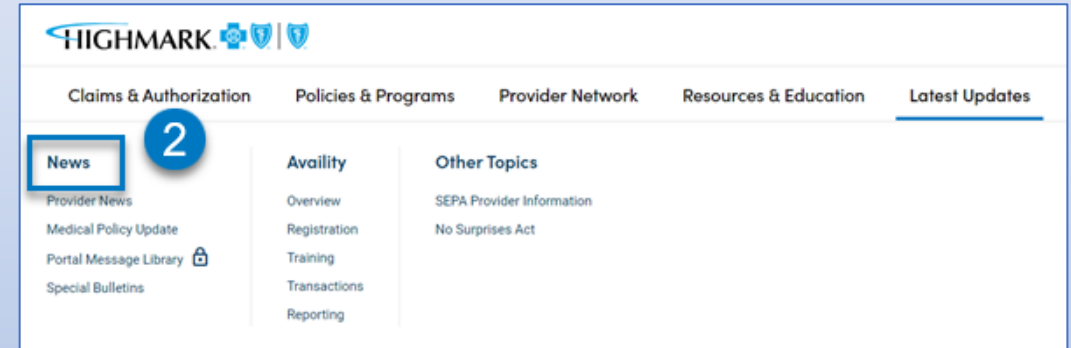 HIGHMARK.
Claims & Authorization Policies & Programs Provider Network Resources & Education Latest Updates
2
News
Provider News
Medical Policy Update
Portal Message Library
Special Bulletins
Availity
Overview
Registration
Training
Transactions
Reporting
Other Topics
SEPA Provider Information
No Surprises Act